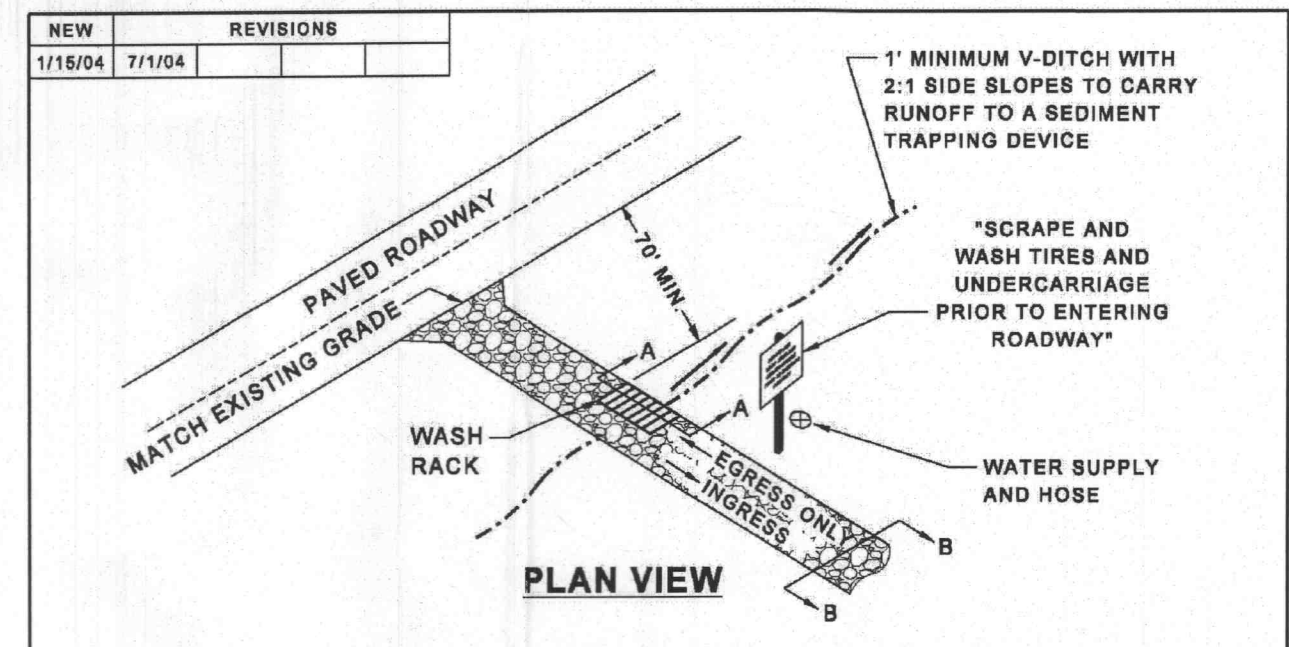 NEW REVISIONS
1/15/04 7/1/04
1' MINIMUM V-DITCH WITH
2:1 SIDE SLOPES TO CARRY
RUNOFF TO A SEDIMENT
TRAPPING DEVICE
PAVED ROADWAY
MATCH EXISTING GRADE
70' MIN
"SCRAPE AND
WASH TIRES AND
UNDERCARRIAGE
PRIOR TO ENTERING
ROADWAY"
A
A
WASH
RACK
EGRESS ONLY
INGRESS
WATER SUPPLY
AND HOSE
B
B
PLAN VIEW